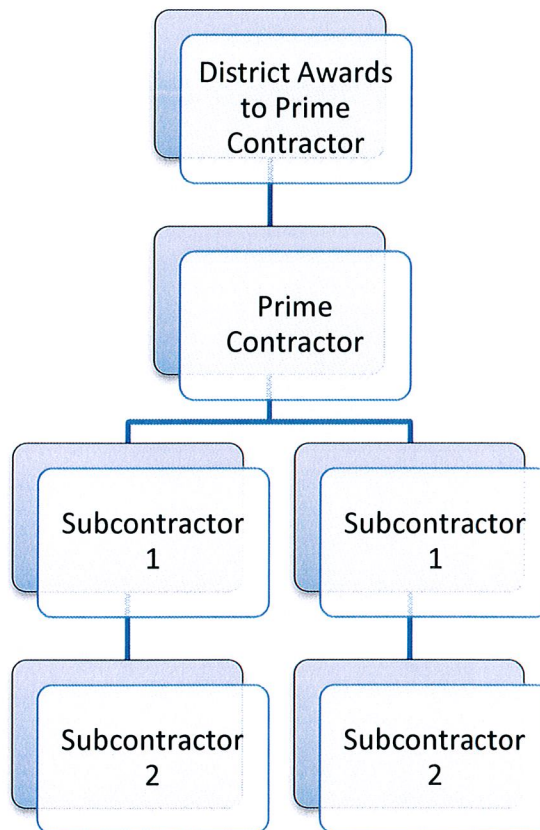 District Awards
to Prime
Contractor
Prime
Contractor
Subcontractor
1
Subcontractor
1
Subcontractor
2
Subcontractor
2